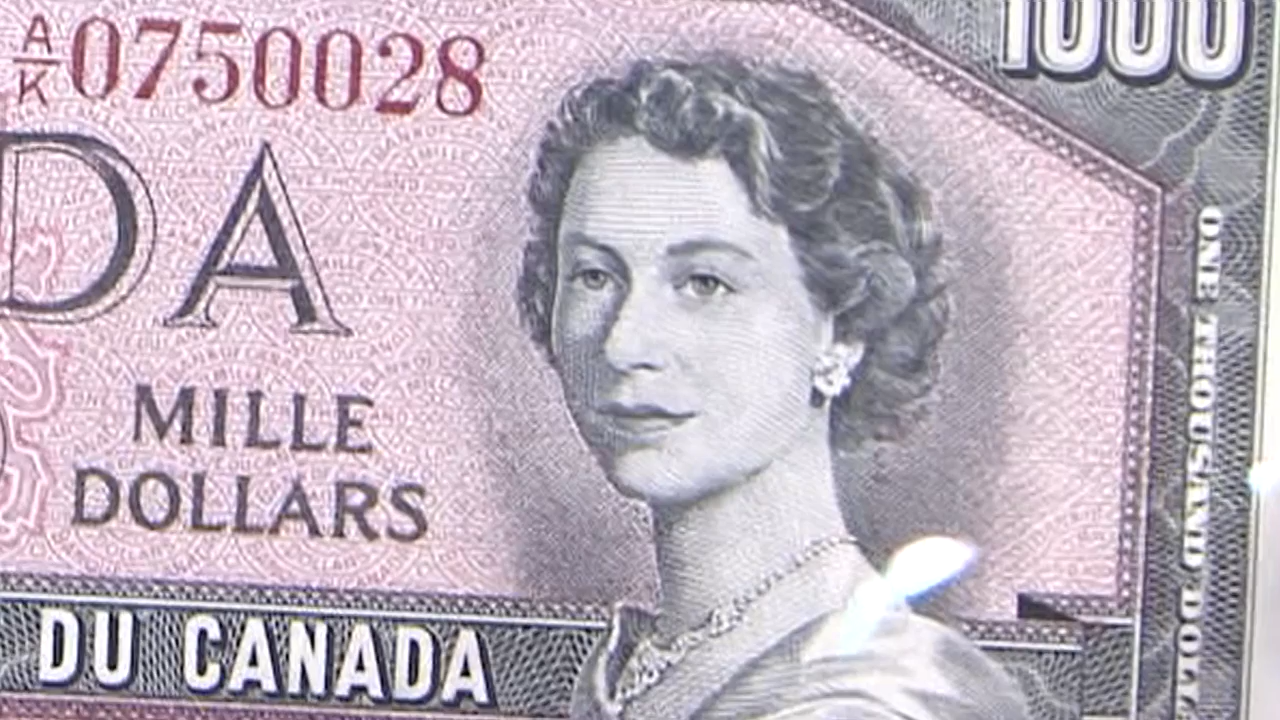 1000
A/K 0750028
DA
MILLE
DOLLARS
DU CANADA
ONE THOUSAND